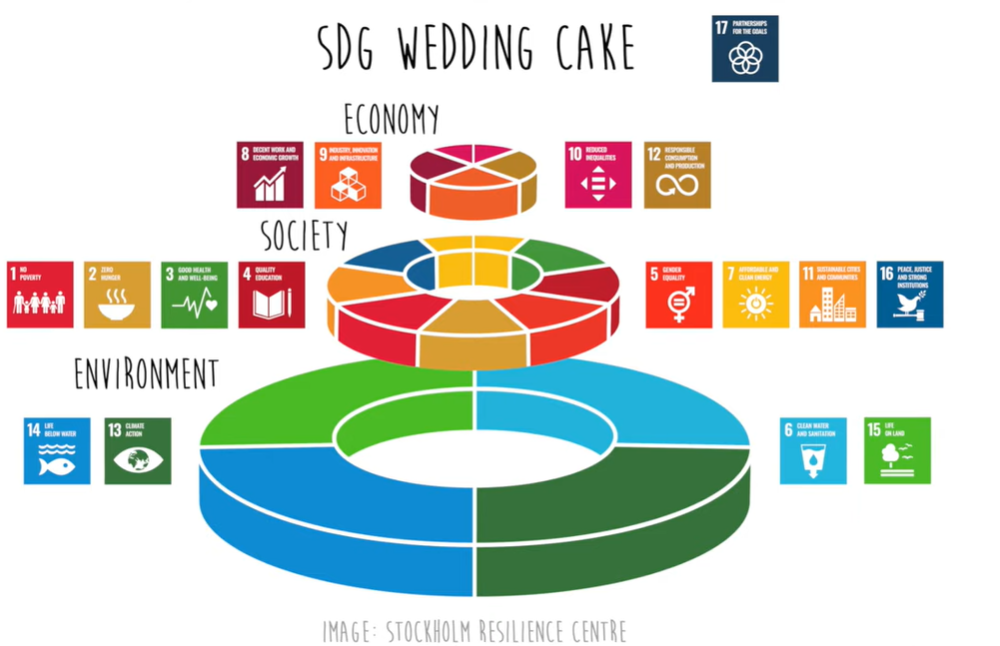 SDG WEDDING CAKE
17 PARTNERSHIPS
FOR THE GOALS
ECONOMY
8 DECENT WORK AND
ECONOMIC GROWTH
9 INDUSTRY, INNOVATION
AND INFRASTRUCTURE
10 REDUCED
INEQUALITIES
12 RESPONSIBLE
CONSUMPTION
AND PRODUCTION
SOCIETY
1 NO
POVERTY
2 ZERO
HUNGER
3 GOOD HEALTH
AND WELL-BEING
4 QUALITY
EDUCATION
5 GENDER
EQUALITY
7 AFFORDABLE AND
CLEAN ENERGY
11 SUSTAINABLE CITIES
AND COMMUNITIES
16 PEACE, JUSTICE
AND STRONG
INSTITUTIONS
ENVIRONMENT
14 LIFE
BELOW WATER
13 CLIMATE
ACTION
6 CLEAN WATER
AND SANITATION
15 LIFE
ON LAND
IMAGE: STOCKHOLM RESILIENCE CENTRE